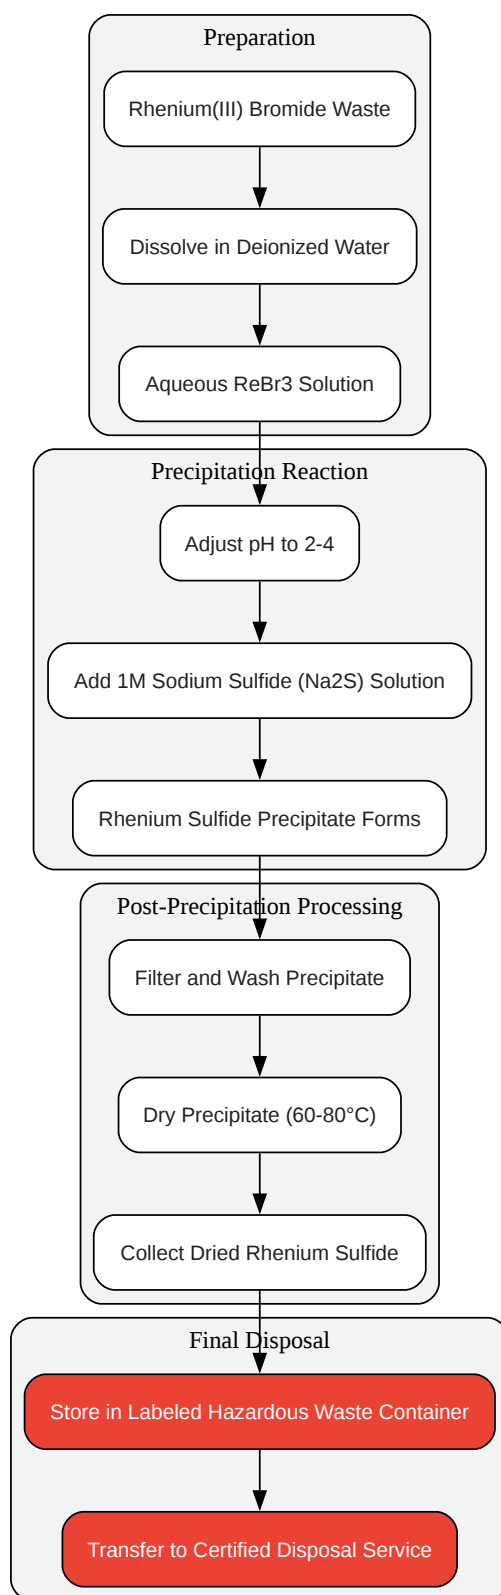 Preparation
Rhenium(III) Bromide Waste
Dissolve in Deionized Water
Aqueous ReBr3 Solution
Precipitation Reaction
Adjust pH to 2-4
Add 1M Sodium Sulfide (Na2S) Solution
Rhenium Sulfide Precipitate Forms
Post-Precipitation Processing
Filter and Wash Precipitate
Dry Precipitate (60-80°C)
Collect Dried Rhenium Sulfide
Final Disposal
Store in Labeled Hazardous Waste Container
Transfer to Certified Disposal Service